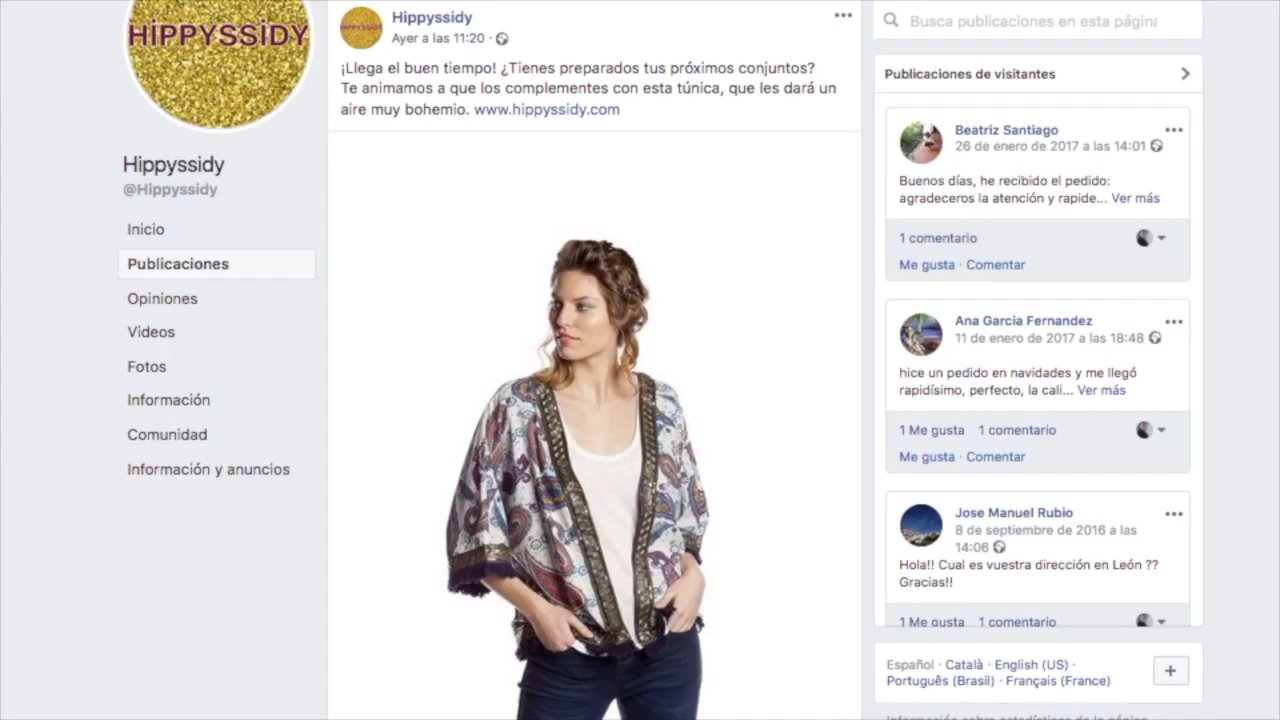 HiPPYSSiDY
Hippyssidy
@Hippyssidy
Inicio
Publicaciones
Opiniones
Videos
Fotos
Información
Comunidad
Información y anuncios
HiPPYSSiDY
Hippyssidy
Ayer a las 11:20 ·
¡Llega el buen tiempo! ¿Tienes preparados tus próximos conjuntos?
Te animamos a que los complementes con esta túnica, que les dará un
aire muy bohemio. www.hippyssidy.com
Busca publicaciones en esta página
Publicaciones de visitantes
Beatriz Santiago
26 de enero de 2017 a las 14:01
Buenos días, he recibido el pedido:
agradeceros la atención y rapide... Ver más
1 comentario
Me gusta · Comentar
Ana Garcia Fernandez
11 de enero de 2017 a las 18:48
hice un pedido en navidades y me llegó
rapidísimo, perfecto, la cali... Ver más
1 Me gusta 1 comentario
Me gusta · Comentar
Jose Manuel Rubio
8 de septiembre de 2016 a las
14:06
Hola!! Cual es vuestra dirección en León ??
Gracias!!
1 Me gusta 1 comentario
Español · Català · English (US) ·
Português (Brasil) · Français (France)
Información sobre estadísticas de la página